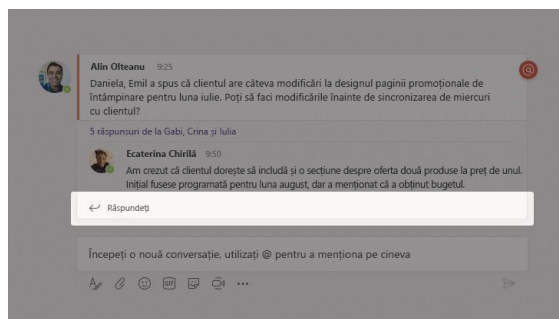 Alin Olteanu 9:25
Daniela, Emil a spus că clientul are câteva modificări la designul paginii promoționale de
întâmpinare pentru luna iulie. Poți să faci modificările înainte de sincronizarea de miercuri
cu clientul?
5 răspunsuri de la Gabi, Crina și Iulia
Ecaterina Chirilă 9:50
Am crezut că clientul dorește să includă și o secțiune despre oferta două produse la preț de unul.
Inițial fusese programată pentru luna august, dar a menționat că a obținut bugetul.
Răspundeți
Începeți o nouă conversație, utilizați @ pentru a menționa pe cineva
GIF